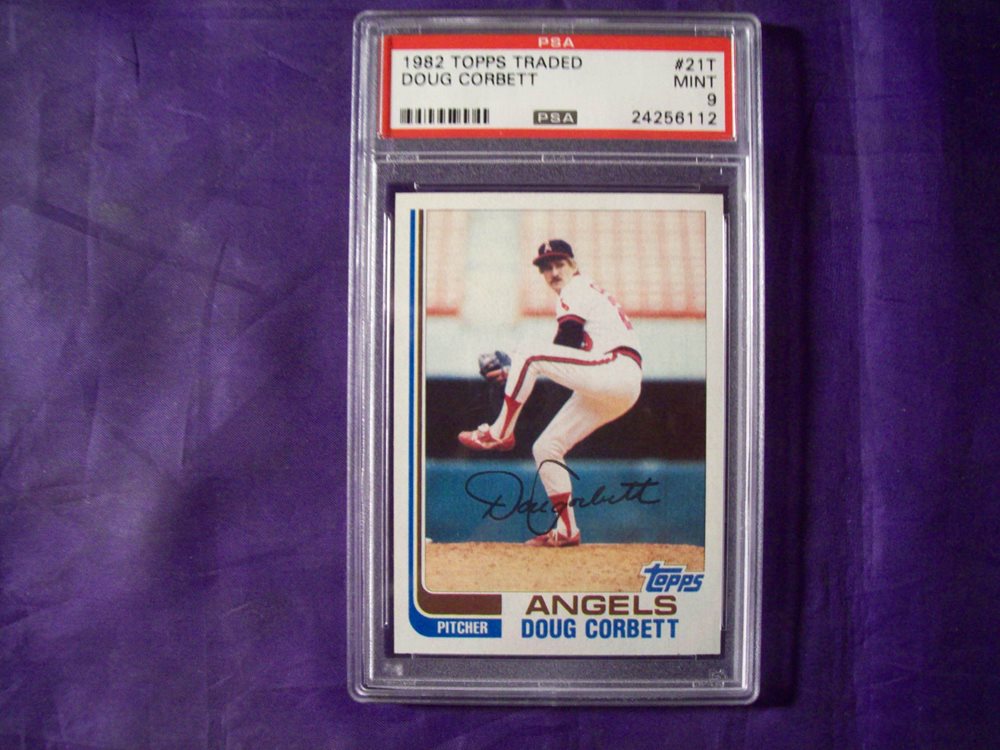 PSA
1982 TOPPS TRADED #21T
DOUG CORBETT MINT
9
PSA 24256112
A
Doug Corbett
Topps
ANGELS
PITCHER DOUG CORBETT